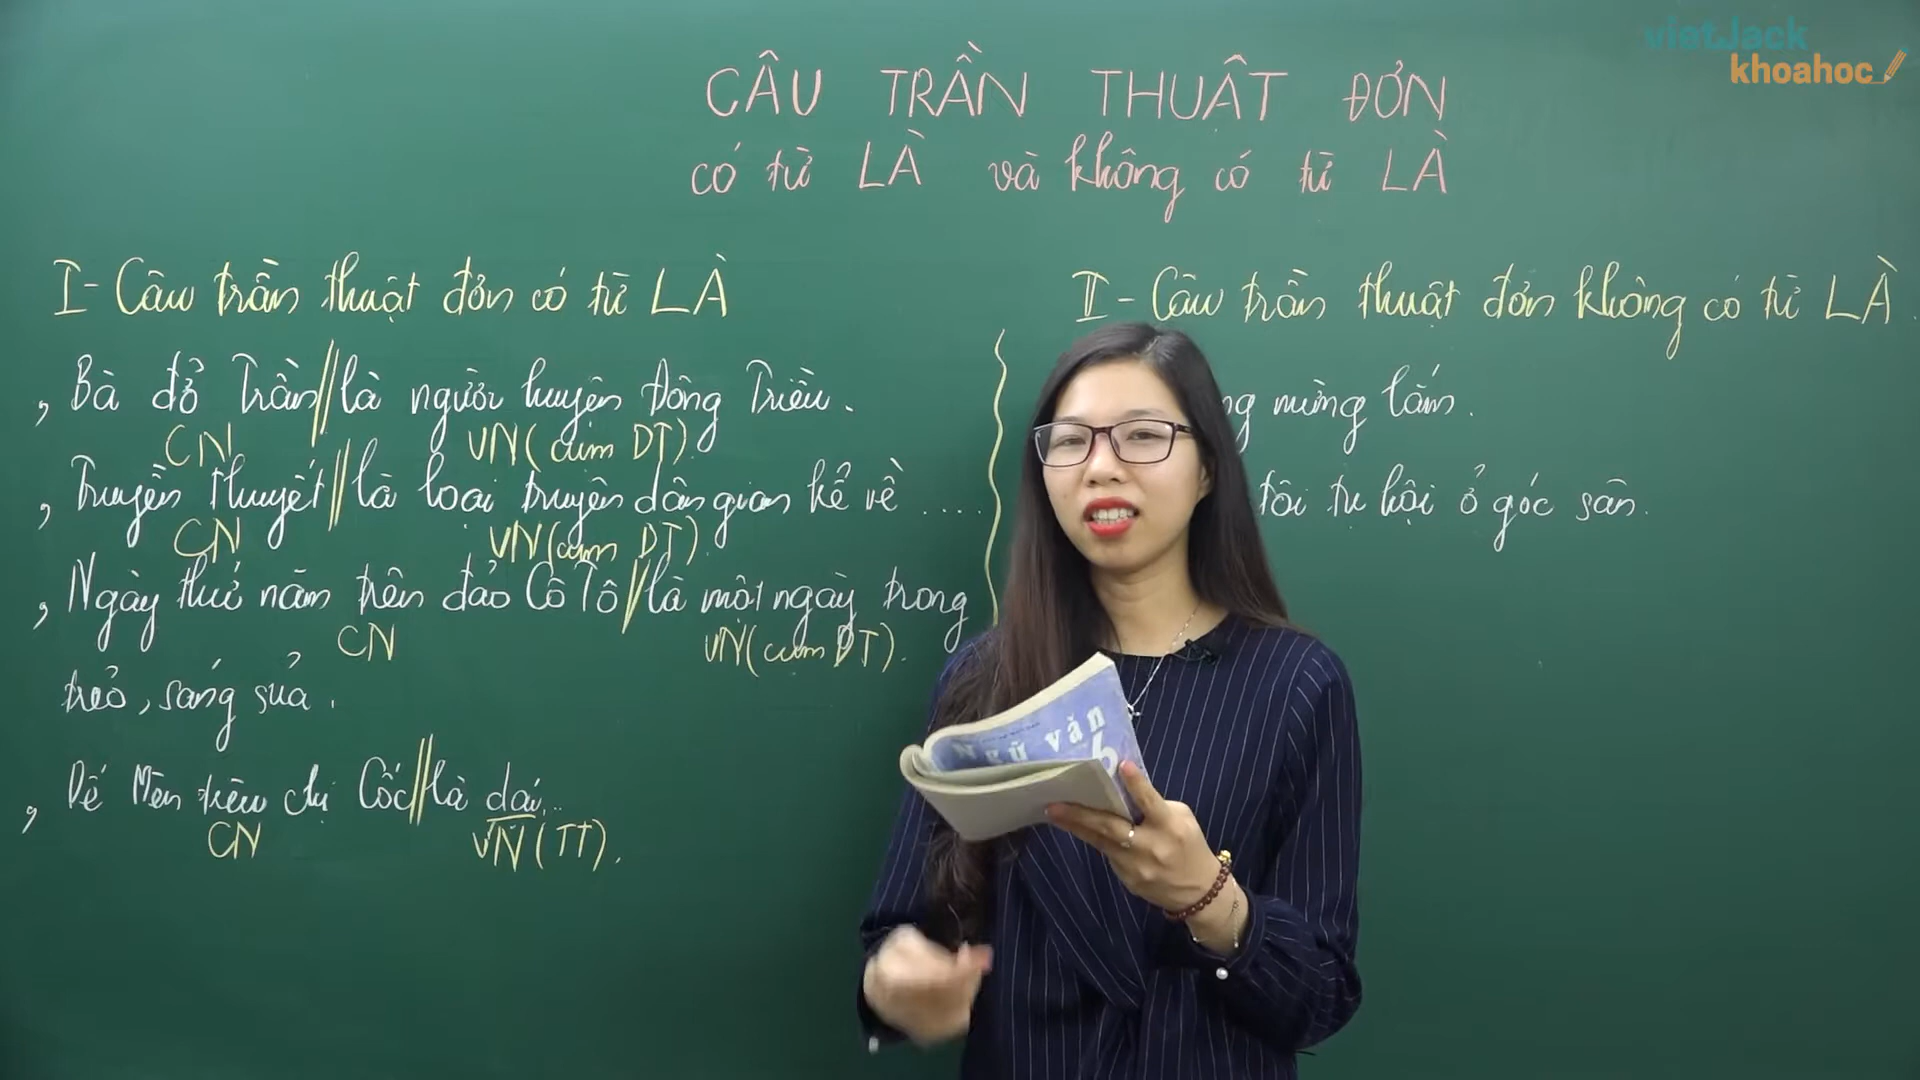 vietJack
khoahoc
CÂU TRẦN THUẬT ĐƠN
có từ LÀ và không có từ LÀ
I- Câu trần thuật đơn có từ LÀ
, Bà đỡ Trần // là người huyện Đông Triều.
CN VN (cụm DT).
, Truyền thuyết // là loại truyện dân gian kể về ....
CN VN (cụm DT).
, Ngày thứ năm trên đảo Cô Tô // là một ngày trong
CN VN (cụm DT).
trẻo, sáng sủa.
, Dế Mèn trêu chị Cốc // là dại...
CN VN (TT).
II - Câu trần thuật đơn không có từ LÀ.
ng mừng lắm.
tôi tụ hội ở góc sân.
Ngữ văn
6